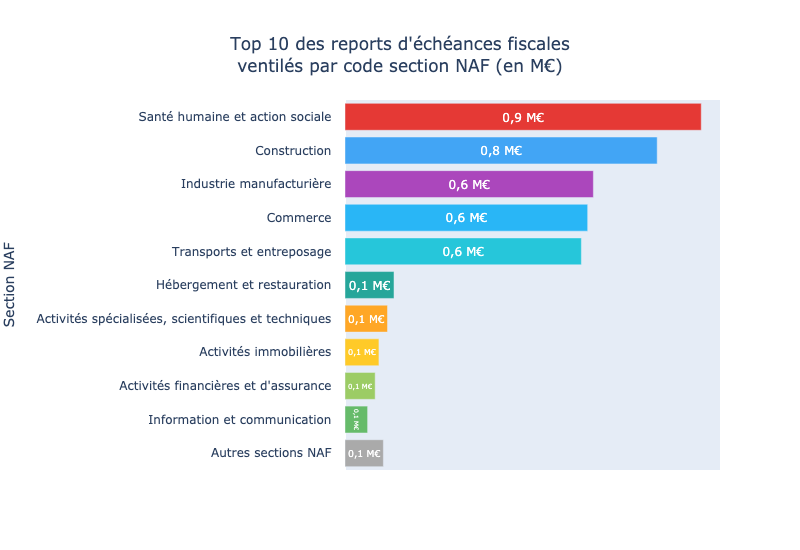 Top 10 des reports d'échéances fiscales
ventilés par code section NAF (en M€)
Section NAF
Santé humaine et action sociale 0,9 M€
Construction 0,8 M€
Industrie manufacturière 0,6 M€
Commerce 0,6 M€
Transports et entreposage 0,6 M€
Hébergement et restauration 0,1 M€
Activités spécialisées, scientifiques et techniques 0,1 M€
Activités immobilières 0,1 M€
Activités financières et d'assurance 0,1 M€
Information et communication 0,1 M€
Autres sections NAF 0,1 M€